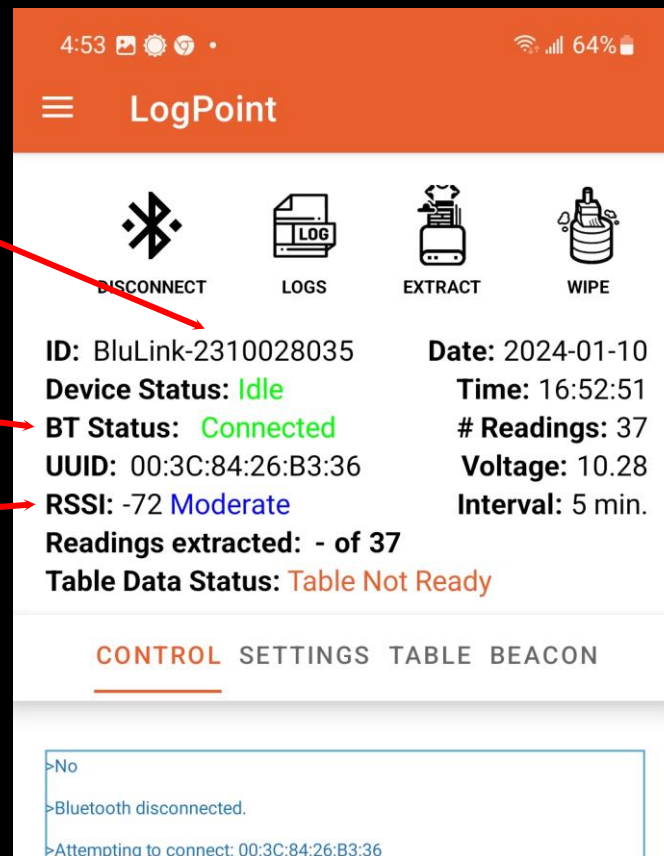 4:53 64%
LogPoint
LOG
DISCONNECT LOGS EXTRACT WIPE
ID: BluLink-2310028035 Date: 2024-01-10
Device Status: Idle Time: 16:52:51
BT Status: Connected # Readings: 37
UUID: 00:3C:84:26:B3:36 Voltage: 10.28
RSSI: -72 Moderate Interval: 5 min.
Readings extracted: - of 37
Table Data Status: Table Not Ready
CONTROL SETTINGS TABLE BEACON
>No
>Bluetooth disconnected.
>Attempting to connect: 00:3C:84:26:B3:36